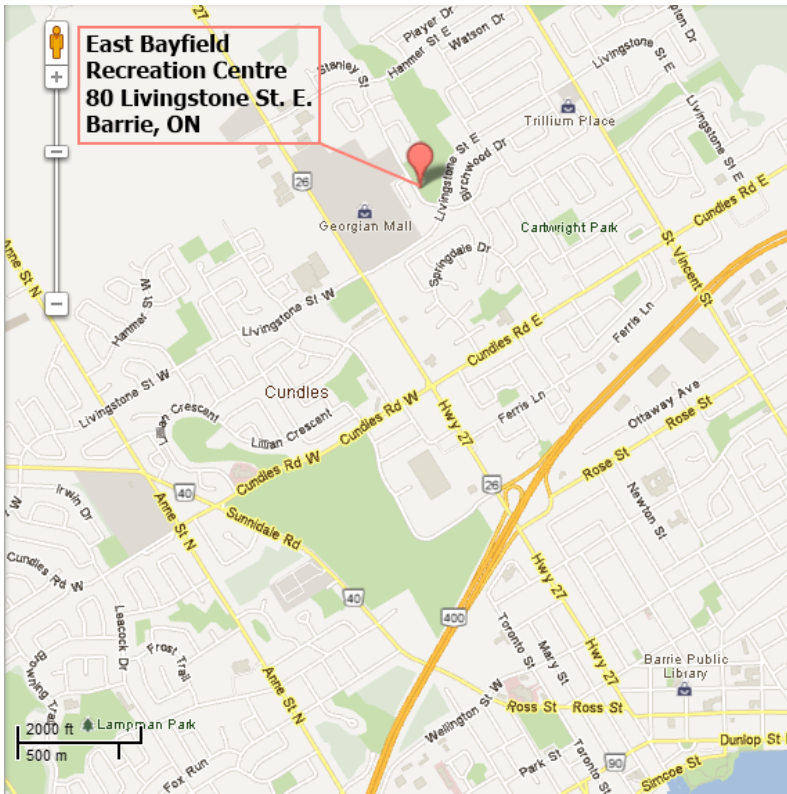 East Bayfield
Recreation Centre
80 Livingstone St. E.
Barrie, ON
Player Dr
Hanmer St E
Watson Dr
Stanley St
Livingstone St E
Trillium Place
Livingstone St E
Birchwood Dr
Livingstone St E
26
Georgian Mall
Cundles Rd E
Cartwright Park
Anne St N
Springdale Dr
St Vincent St
Hanmer St W
Livingstone St W
Ferris Ln
Cundles Rd E
Livingstone St W
Cundles
Lillian Crescent
Lillian Crescent
Cundles Rd W
Hwy 27
Ferris Ln
Ottaway Ave
Rose St
Cundles Rd W
40
26
Rose St
Irwin Dr
Anne St N
Sunnidale Rd
Newton St
Cundles Rd W
Hwy 27
40
400
Leacock Dr
Toronto St
Mary St
Hwy 27
Frost Trail
Browning Trail
Anne St N
Barrie Public
Library
Wellington St W
Ross St
Ross St
2000 ft
500 m
Lampman Park
Dunlop St
Park St
Toronto St
90
Simcoe St
Fox Run